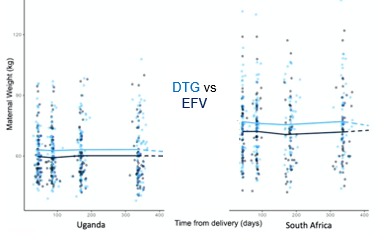 Maternal Weight (kg)
120
90
60
DTG vs
EFV
100 200 300 400
Time from delivery (days)
100 200 300 400
Uganda
South Africa